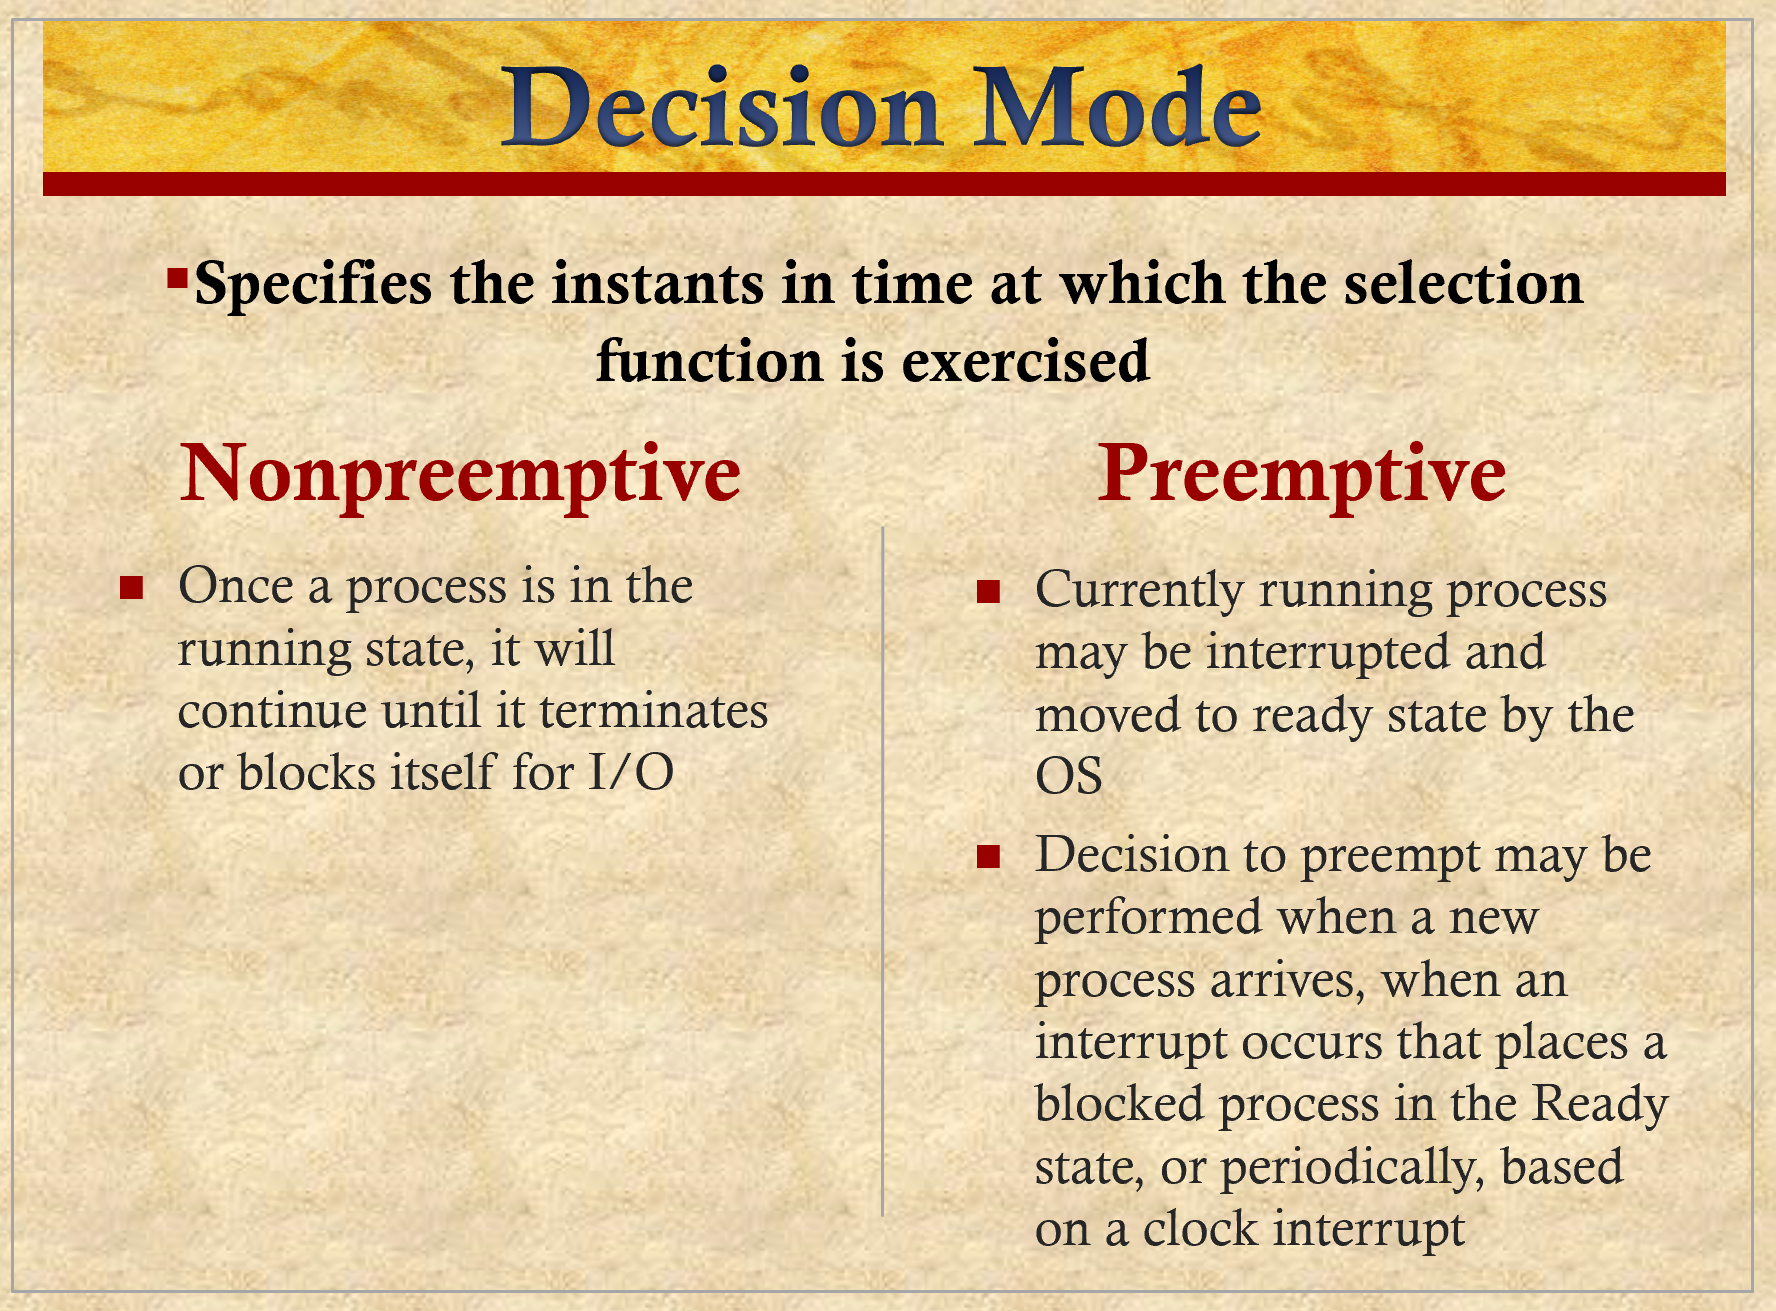 Decision Mode
▪Specifies the instants in time at which the selection
function is exercised
Nonpreemptive
■ Once a process is in the
running state, it will
continue until it terminates
or blocks itself for I/O
Preemptive
■ Currently running process
may be interrupted and
moved to ready state by the
OS
■ Decision to preempt may be
performed when a new
process arrives, when an
interrupt occurs that places a
blocked process in the Ready
state, or periodically, based
on a clock interrupt